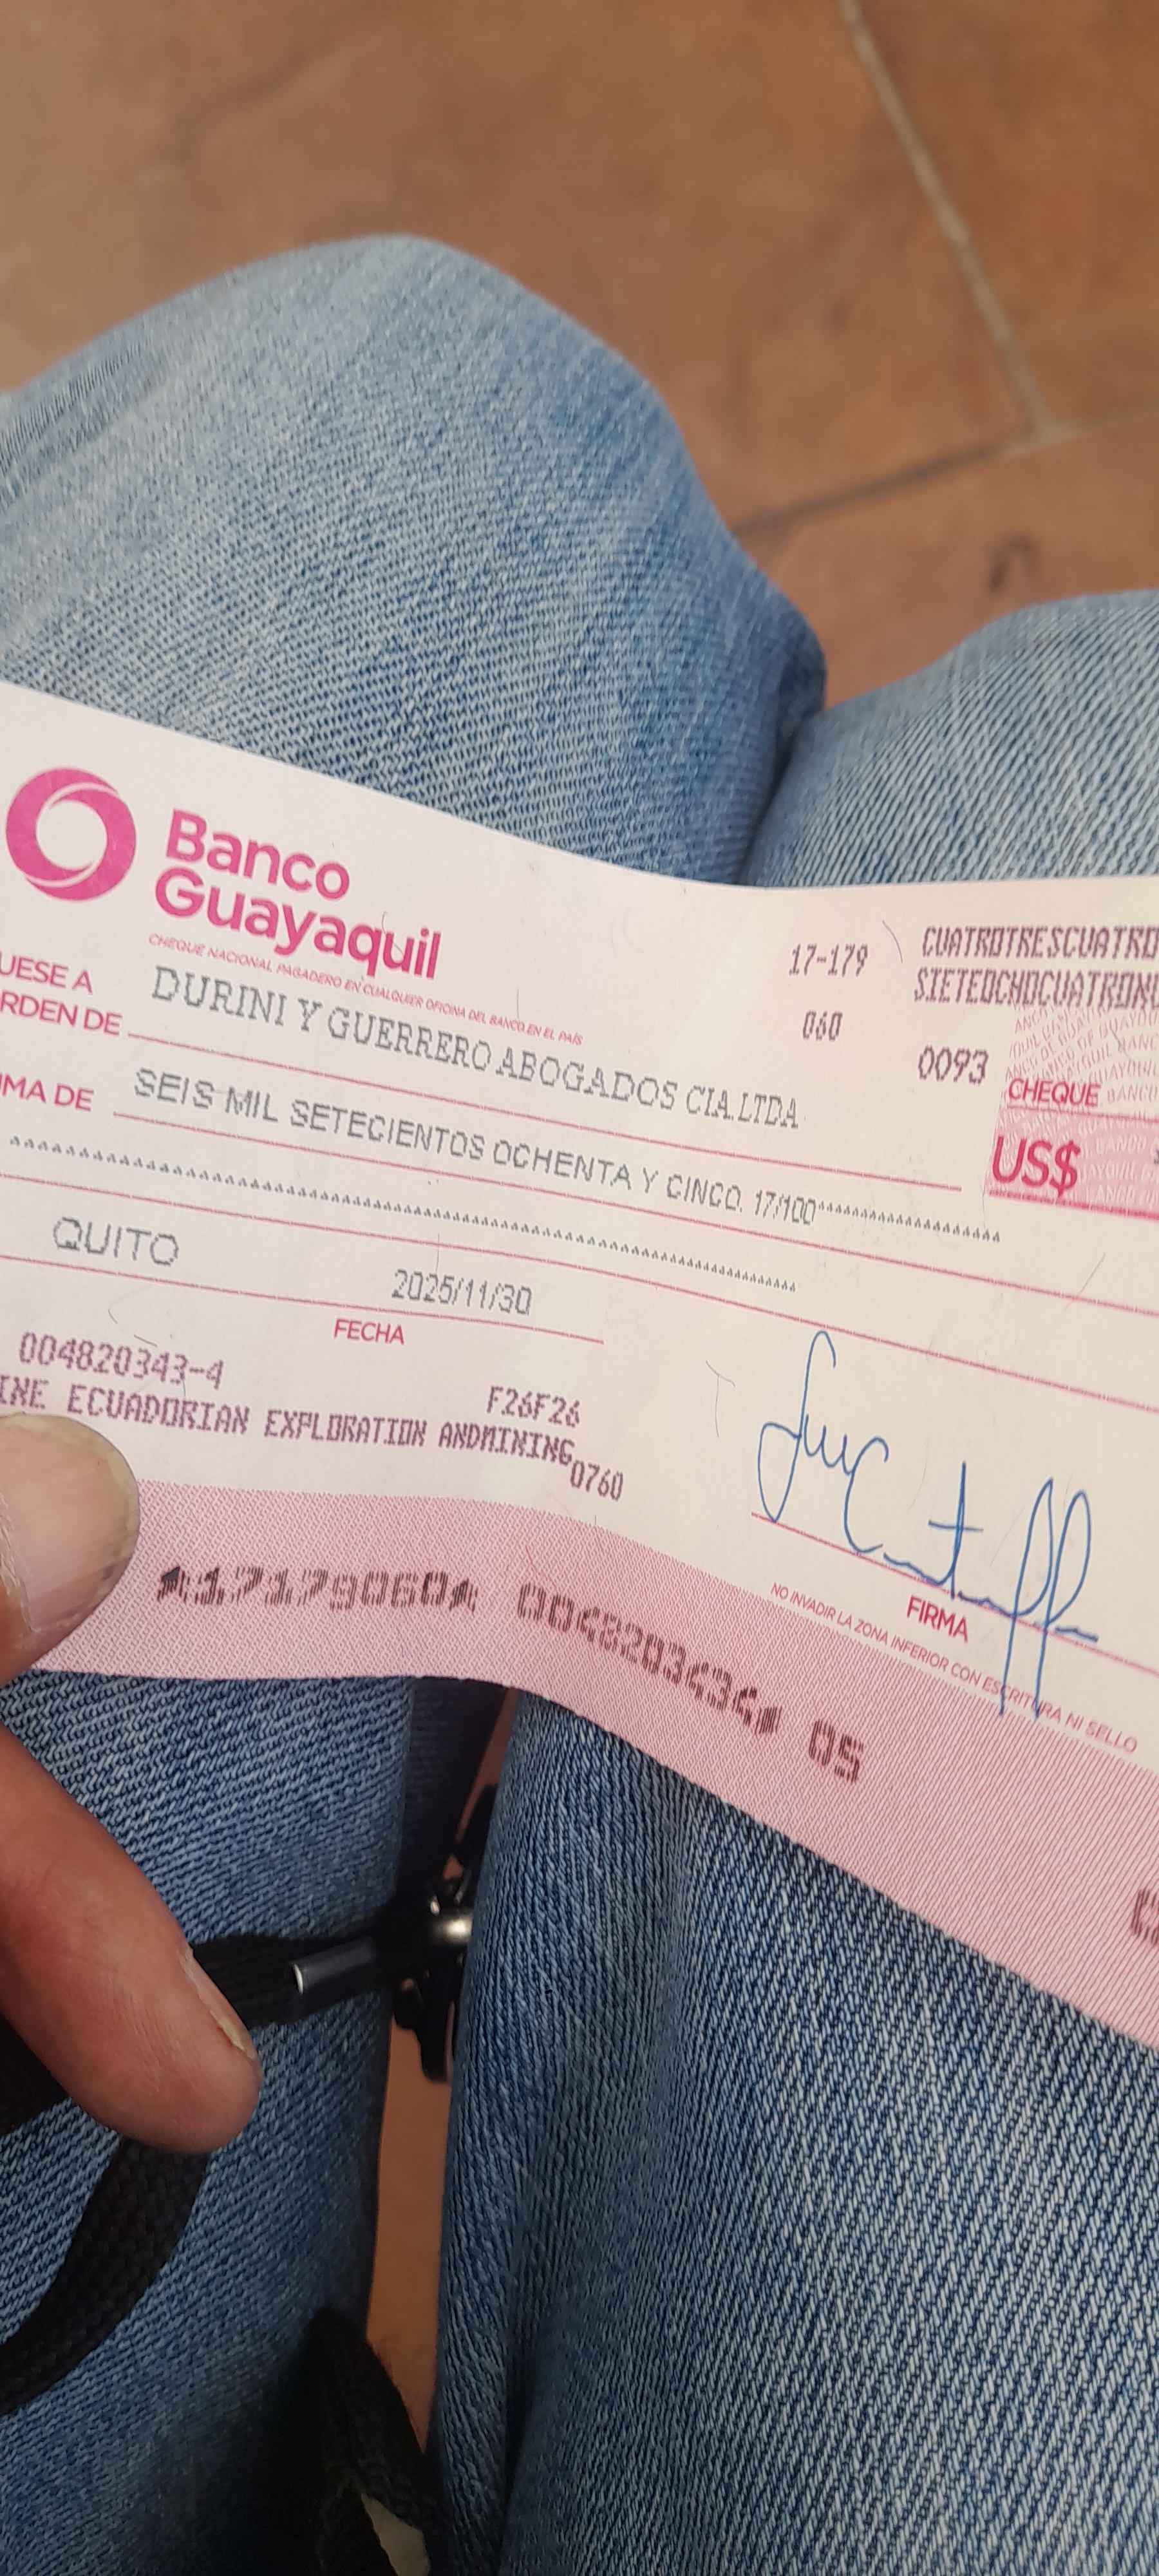 Banco
Guayaquil
CHEQUE NACIONAL PAGADERO EN CUALQUIER OFICINA DEL BANCO EN EL PAÍS
17-179
060
CUATROTRESCUATRO
0093
CHEQUE
UESE A
RDEN DE
DURINI Y GUERRERO ABOGADOS CIA.LTDA
US$
MA DE
SEIS MIL SETECIENTOS OCHENTA Y CINCO. 17/100
QUITO
2025/11/30
FECHA
004820343-4
F26F26
INE ECUADORIAN EXPLORATION ANDMINING
0760
FIRMA
NO INVADIR LA ZONA INFERIOR CON ESCRITURA NI SELLO
17179060 0048203434 05